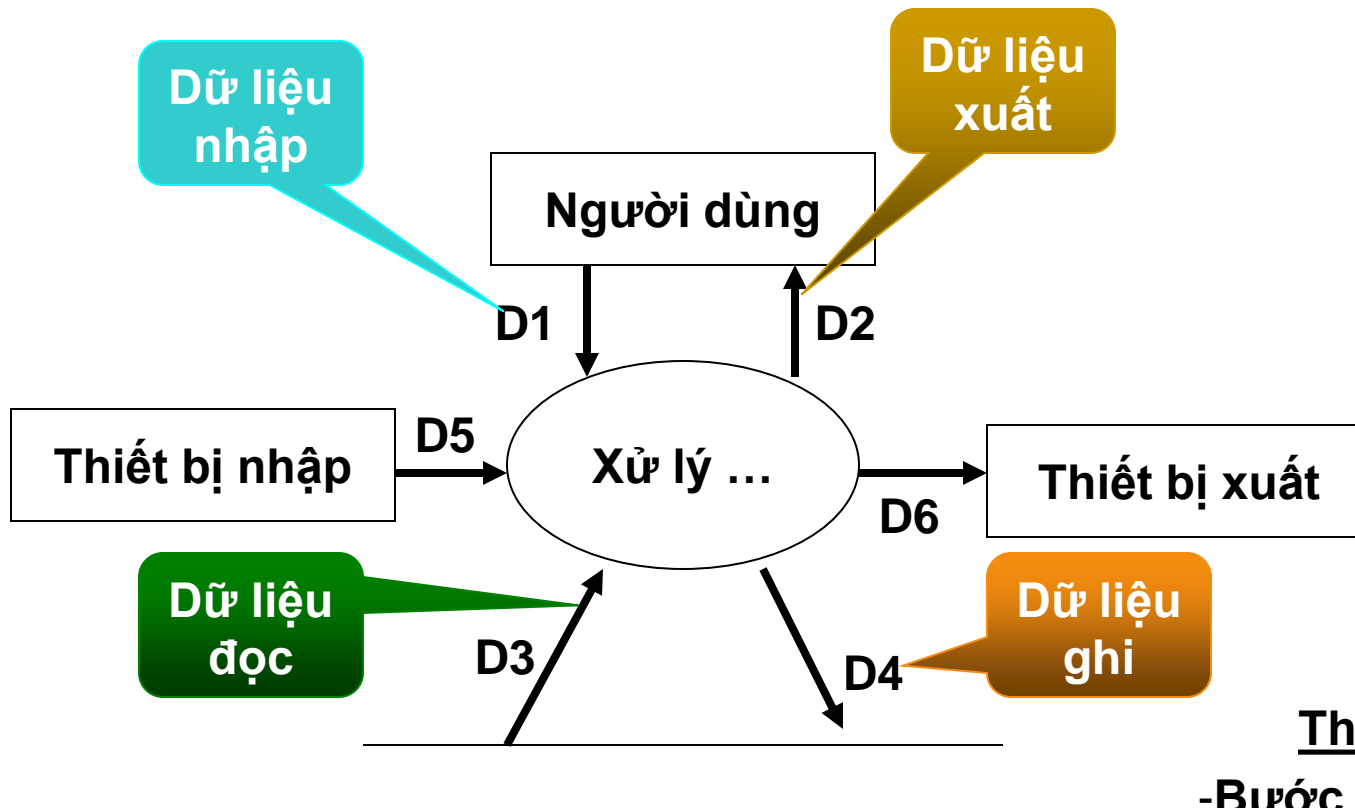 Dữ liệu
nhập
Dữ liệu
xuất
Người dùng
D1
D2
Thiết bị nhập
D5
Xử lý ...
D6
Thiết bị xuất
Dữ liệu
đọc
D3
D4
Dữ liệu
ghi
Th
-Bước